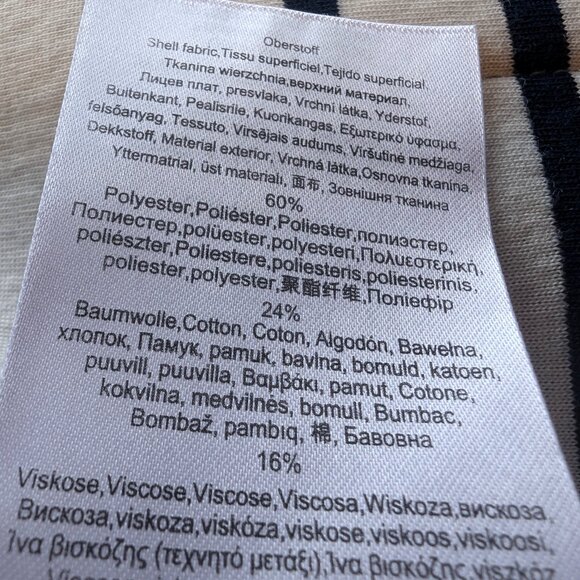 Oberstoff
Shell fabric,Tissu superficiel,Tejido superficial
Tkanina wierzchnia,верхний материал,
Лицев плат, presvlaka, Vrchni látka, Yderstof,
Buitenkant, Pealisriie, Kuorikangas, Εξωτερικό ύφασμα,
felsőanyag, Tessuto, Virsējais audums, Viršutinė medžiaga,
Dekkstoff, Material exterior, Vrchná látka,Osnovna tkanina,
Yttermatrial, üst materialı, 面布, Зовнішня тканина
60%
Polyester,Poliéster,Poliester,полиэстер,
Полиестер,polüester,polyesteri,Πολυεστερική,
poliészter,Poliestere,poliesteris,poliesterinis,
poliester,polyester,聚酯纤维,Поліефір
24%
Baumwolle,Cotton, Coton, Algodón, Bawełna,
хлопок, Памук, pamuk, bavlna, bomuld, katoen,
puuvill, puuvilla, Βαμβάκι, pamut, Cotone,
kokvilna, medvilnės, bomull, Bumbac,
Bombaž, pambıq, 棉, Бавовна
16%
Viskose,Viscose,Viscose,Viscosa,Wiskoza,вискоза,
Вискоза,viskoza,viskóza,viskose,viskoos,viskoosi,
Ίνα βισκόζης (τεχνητό μετάξι),Ίνα βισκόζης,viszkóz